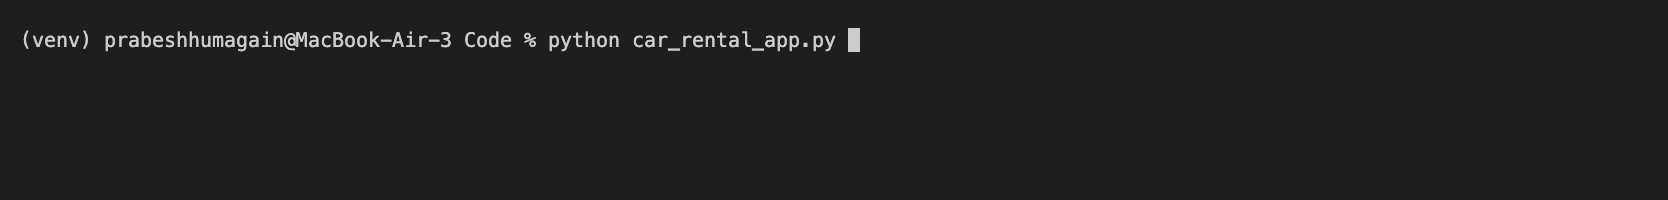 (venv) prabeshhumagain@MacBook-Air-3 Code % python car_rental_app.py